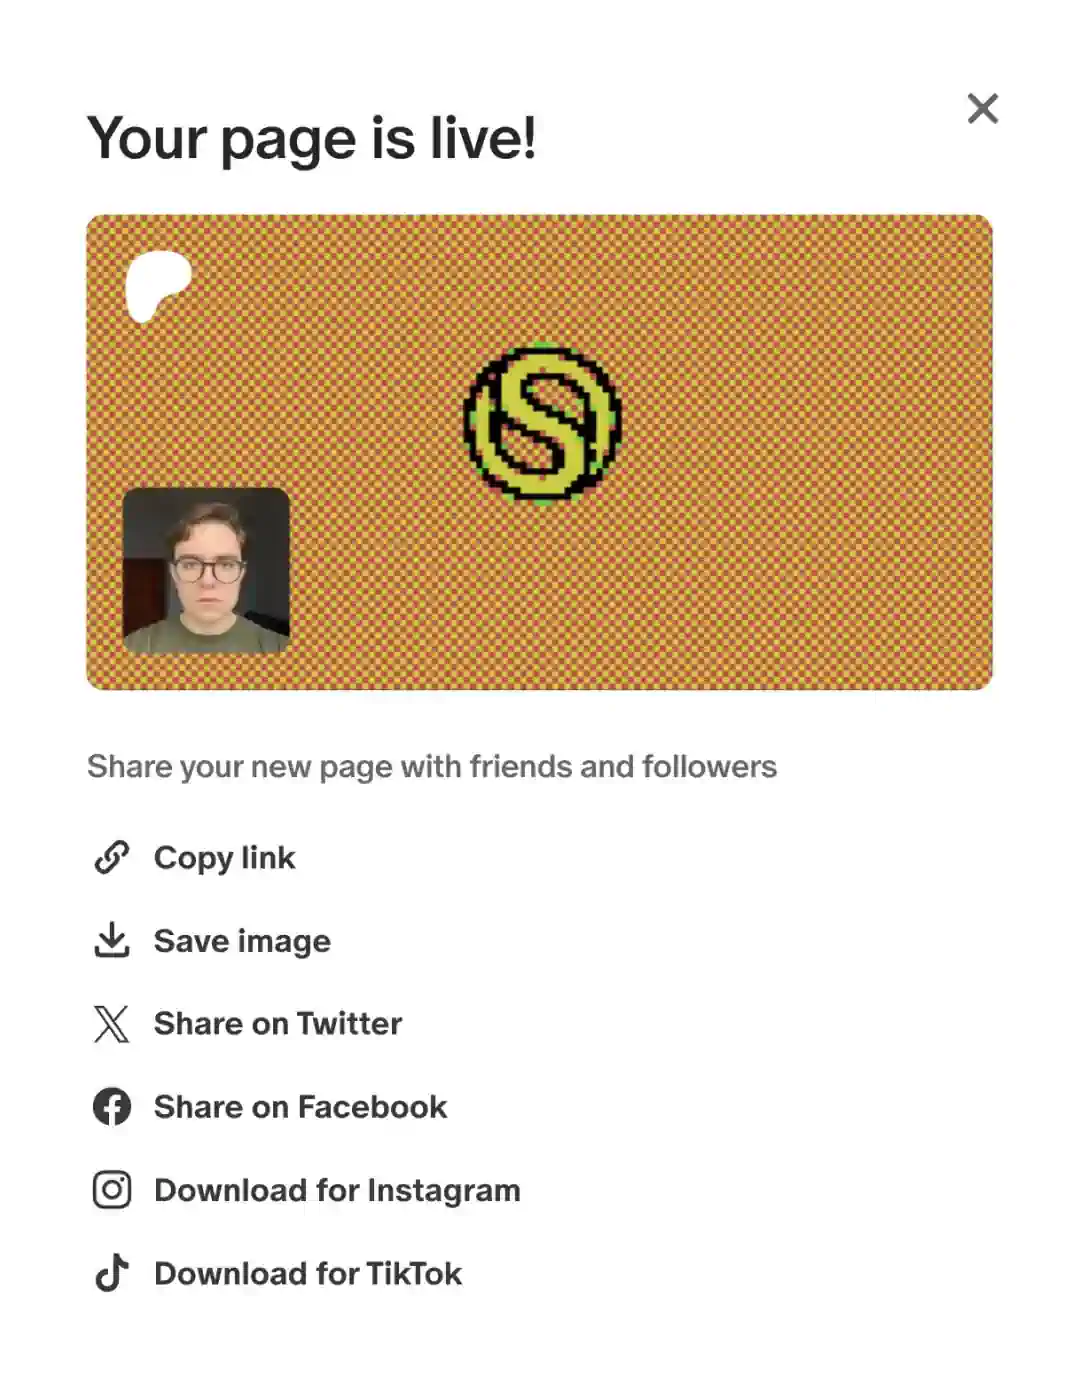 Your page is live!
Share your new page with friends and followers
Copy link
Save image
Share on Twitter
Share on Facebook
Download for Instagram
Download for TikTok